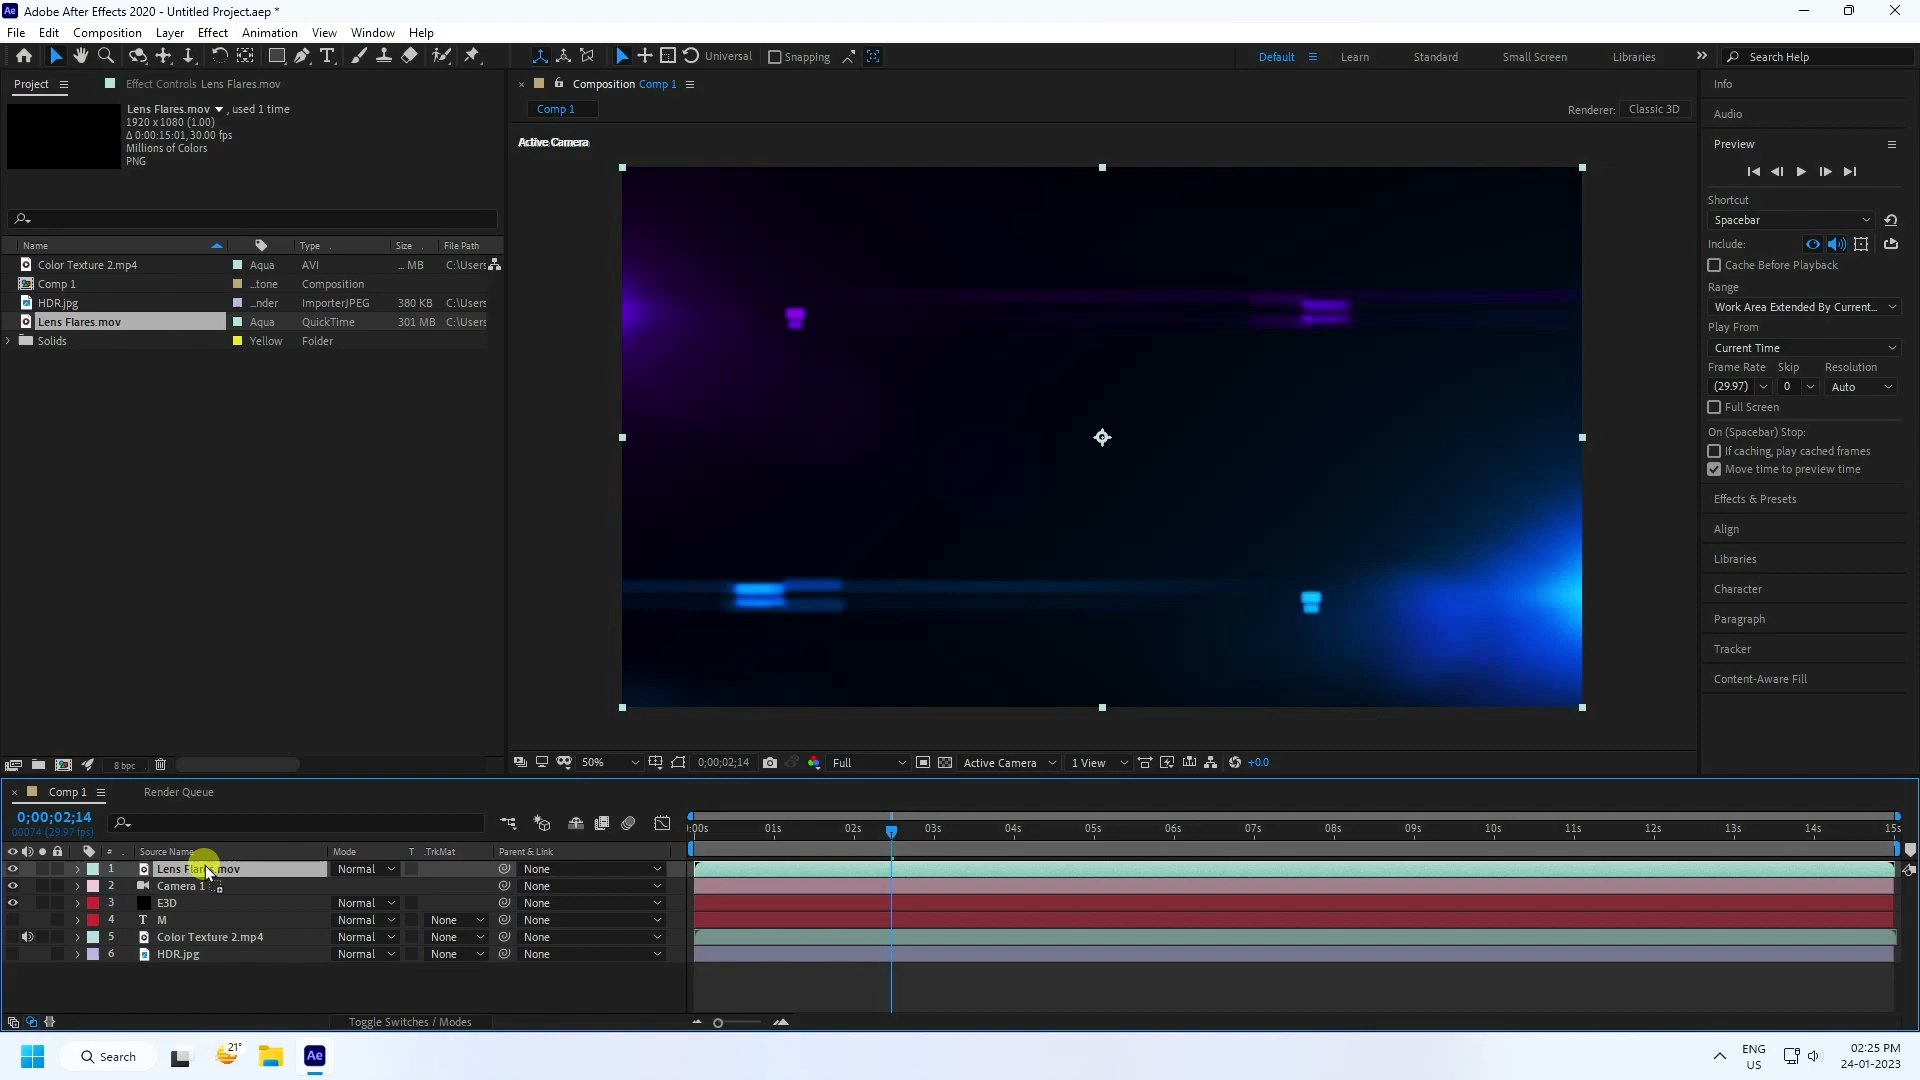 Adobe After Effects 2020 - Untitled Project.aep *
File Edit Composition Layer Effect Animation View Window Help
Universal Snapping Default Learn Standard Small Screen Libraries Search Help
Project Effect Controls Lens Flares.mov
Lens Flares.mov , used 1 time
1920 x 1080 (1.00)
Δ 0:00:15:01, 30.00 fps
Millions of Colors
PNG
Name Type Size File Path
Color Texture 2.mp4 Aqua AVI ... MB C:\Users
Comp 1 ...tone Composition
HDR.jpg ...nder ImporterJPEG 380 KB C:\Users
Lens Flares.mov Aqua QuickTime 301 MB C:\Users
Solids Yellow Folder
8 bpc
Composition Comp 1
Comp 1
Renderer: Classic 3D
Active Camera
50% 0;00;02;14 Full Active Camera 1 View +0.0
Info
Audio
Preview
Shortcut
Spacebar
Include:
Cache Before Playback
Range
Work Area Extended By Current...
Play From
Current Time
Frame Rate Skip Resolution
(29.97) 0 Auto
Full Screen
On (Spacebar) Stop:
If caching, play cached frames
Move time to preview time
Effects & Presets
Align
Libraries
Character
Paragraph
Tracker
Content-Aware Fill
Comp 1 Render Queue
0;00;02;14
00074 (29.97 fps)
:00s 01s 02s 03s 04s 05s 06s 07s 08s 09s 10s 11s 12s 13s 14s 15s
# Source Name Mode T .TrkMat Parent & Link
1 Lens Flares.mov Normal None
2 Camera 1 None
3 E3D Normal None
4 T M Normal None None
5 Color Texture 2.mp4 Normal None None
6 HDR.jpg Normal None None
Toggle Switches / Modes
Search 21° Ae
ENG
US
02:25 PM
24-01-2023